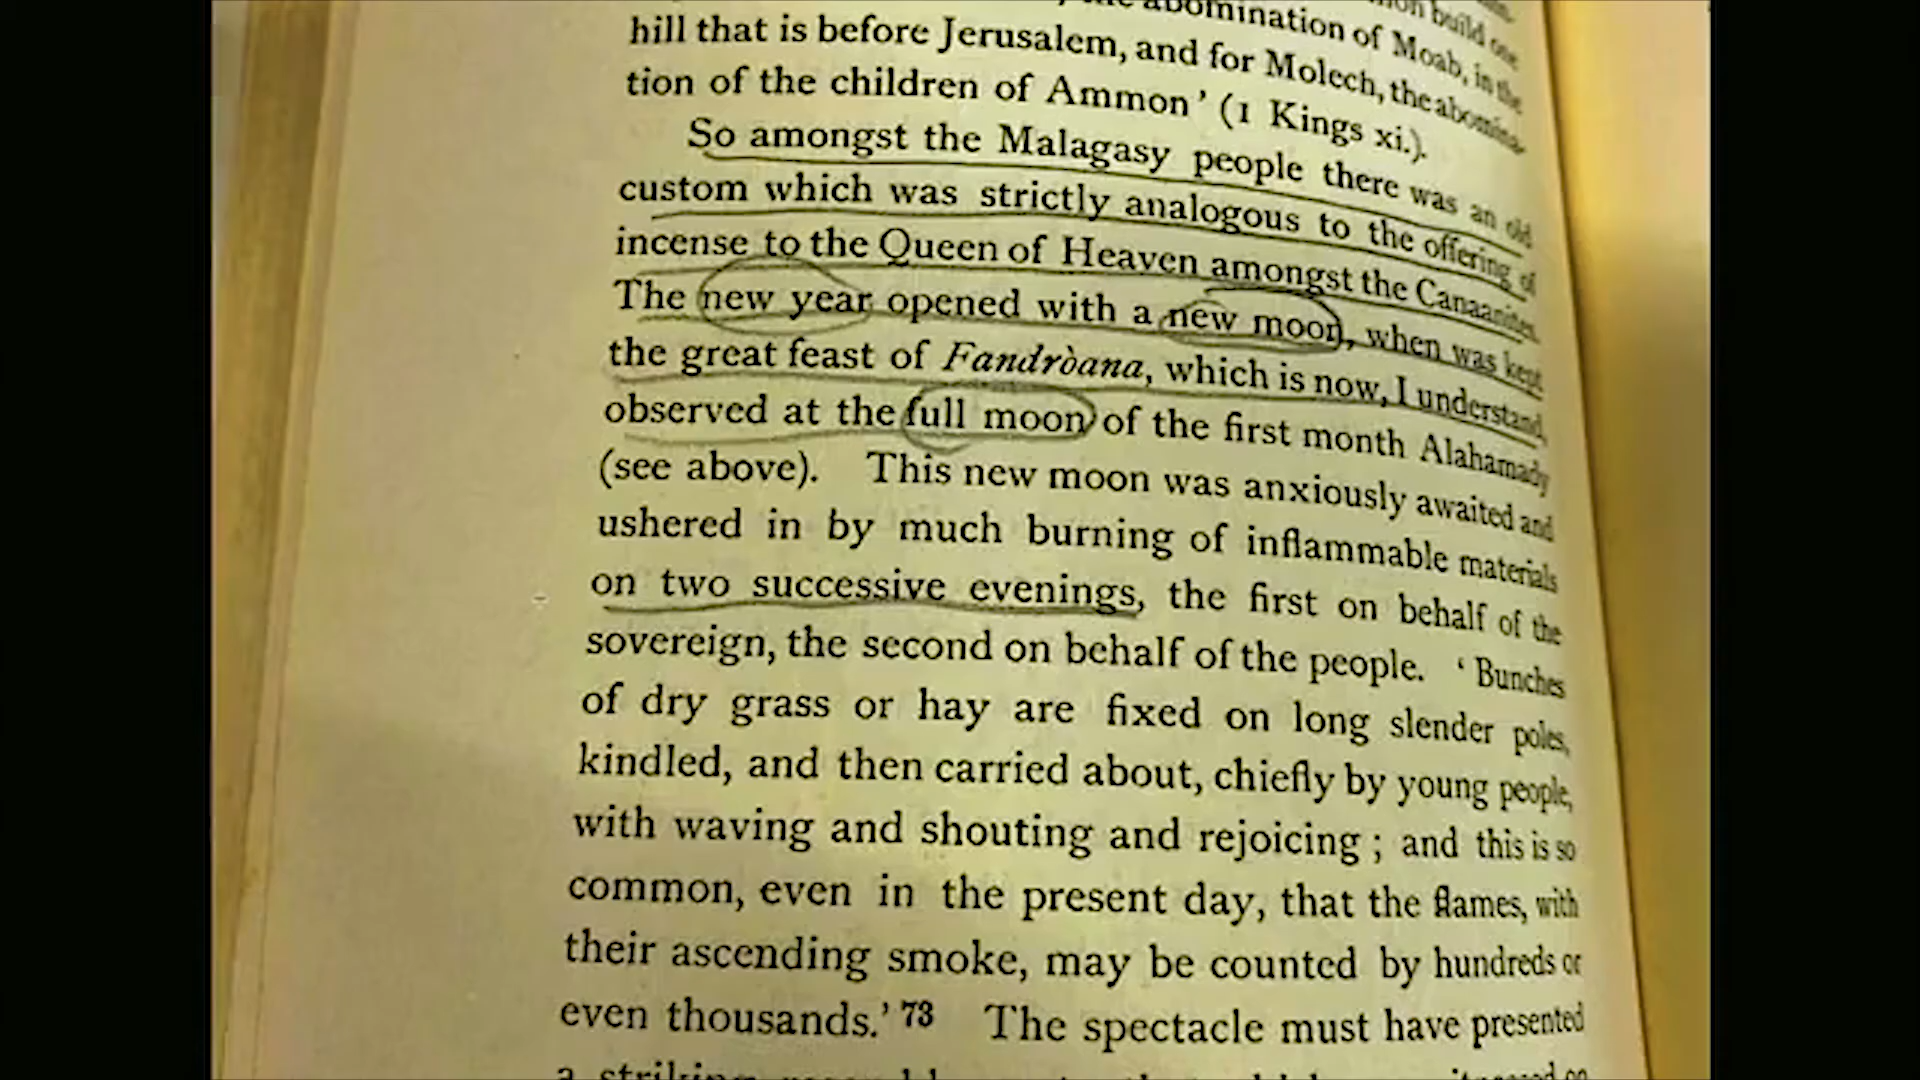 abomination of Moab, in the
hill that is before Jerusalem, and for Molech, the abomina-
tion of the children of Ammon’ (1 Kings xi.).
So amongst the Malagasy people there was an old
custom which was strictly analogous to the offering of
incense to the Queen of Heaven amongst the Canaanites.
The new year opened with a new moon, when was kept
the great feast of Fandròana, which is now, I understand,
observed at the full moon of the first month Alahamady
(see above). This new moon was anxiously awaited and
ushered in by much burning of inflammable materials
on two successive evenings, the first on behalf of the
sovereign, the second on behalf of the people. ‘Bunches
of dry grass or hay are fixed on long slender poles,
kindled, and then carried about, chiefly by young people,
with waving and shouting and rejoicing; and this is so
common, even in the present day, that the flames, with
their ascending smoke, may be counted by hundreds or
even thousands.’ 73 The spectacle must have presented
a striking